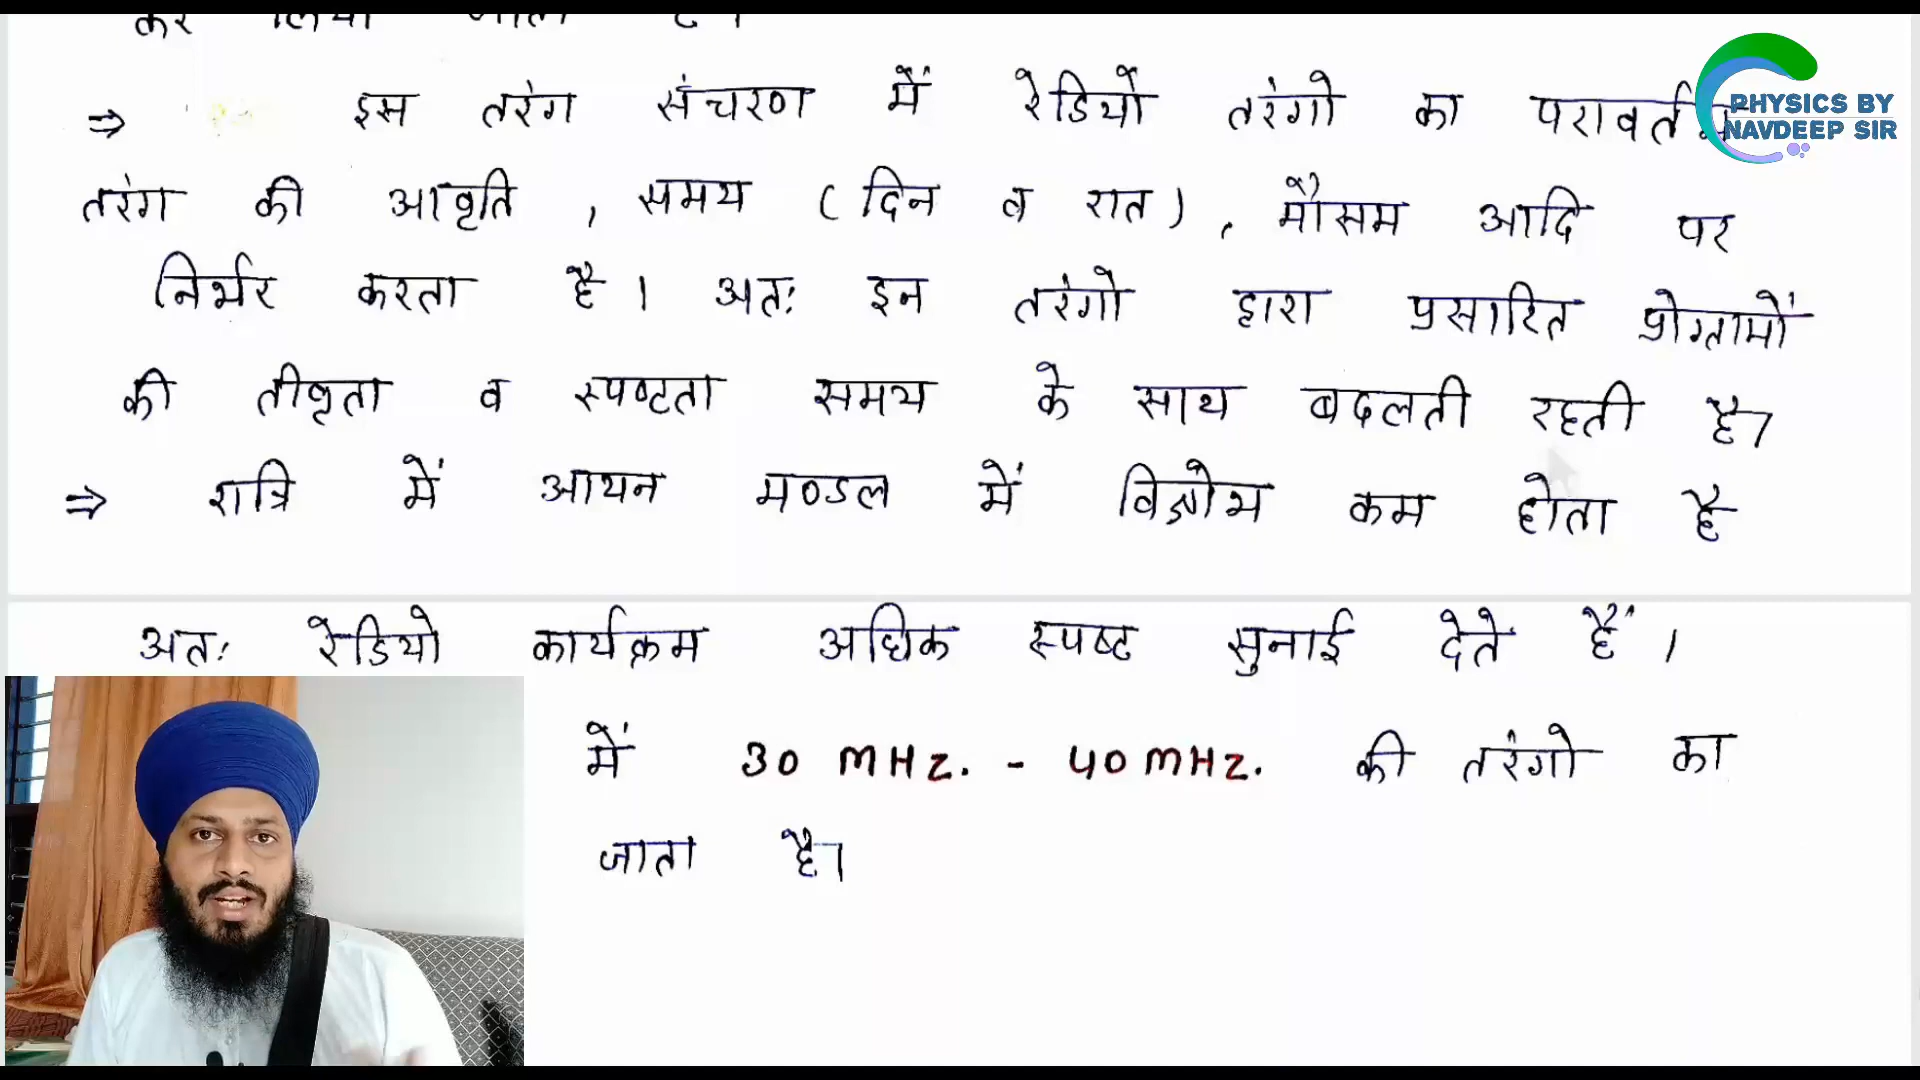 कर लिया जाता है।
⇒ इस तरंग संचरण में रेडियों तरंगो का परावर्तन
तरंग की आवृति , समय ( दिन व रात ) , मौसम आदि पर
निर्भर करता है । अतः इन तरंगो द्वारा प्रसारित प्रोग्रामों
की तीवृता व स्पष्टता समय के साथ बदलती रहती है।
⇒ रात्रि में आयन मण्डल में विक्षोभ कम होता है
अतः रेडियो कार्यक्रम अधिक स्पष्ट सुनाई देते हैं ।
में 30 MHz. - 40 MHz. की तरंगो का
जाता है।
PHYSICS BY
NAVDEEP SIR